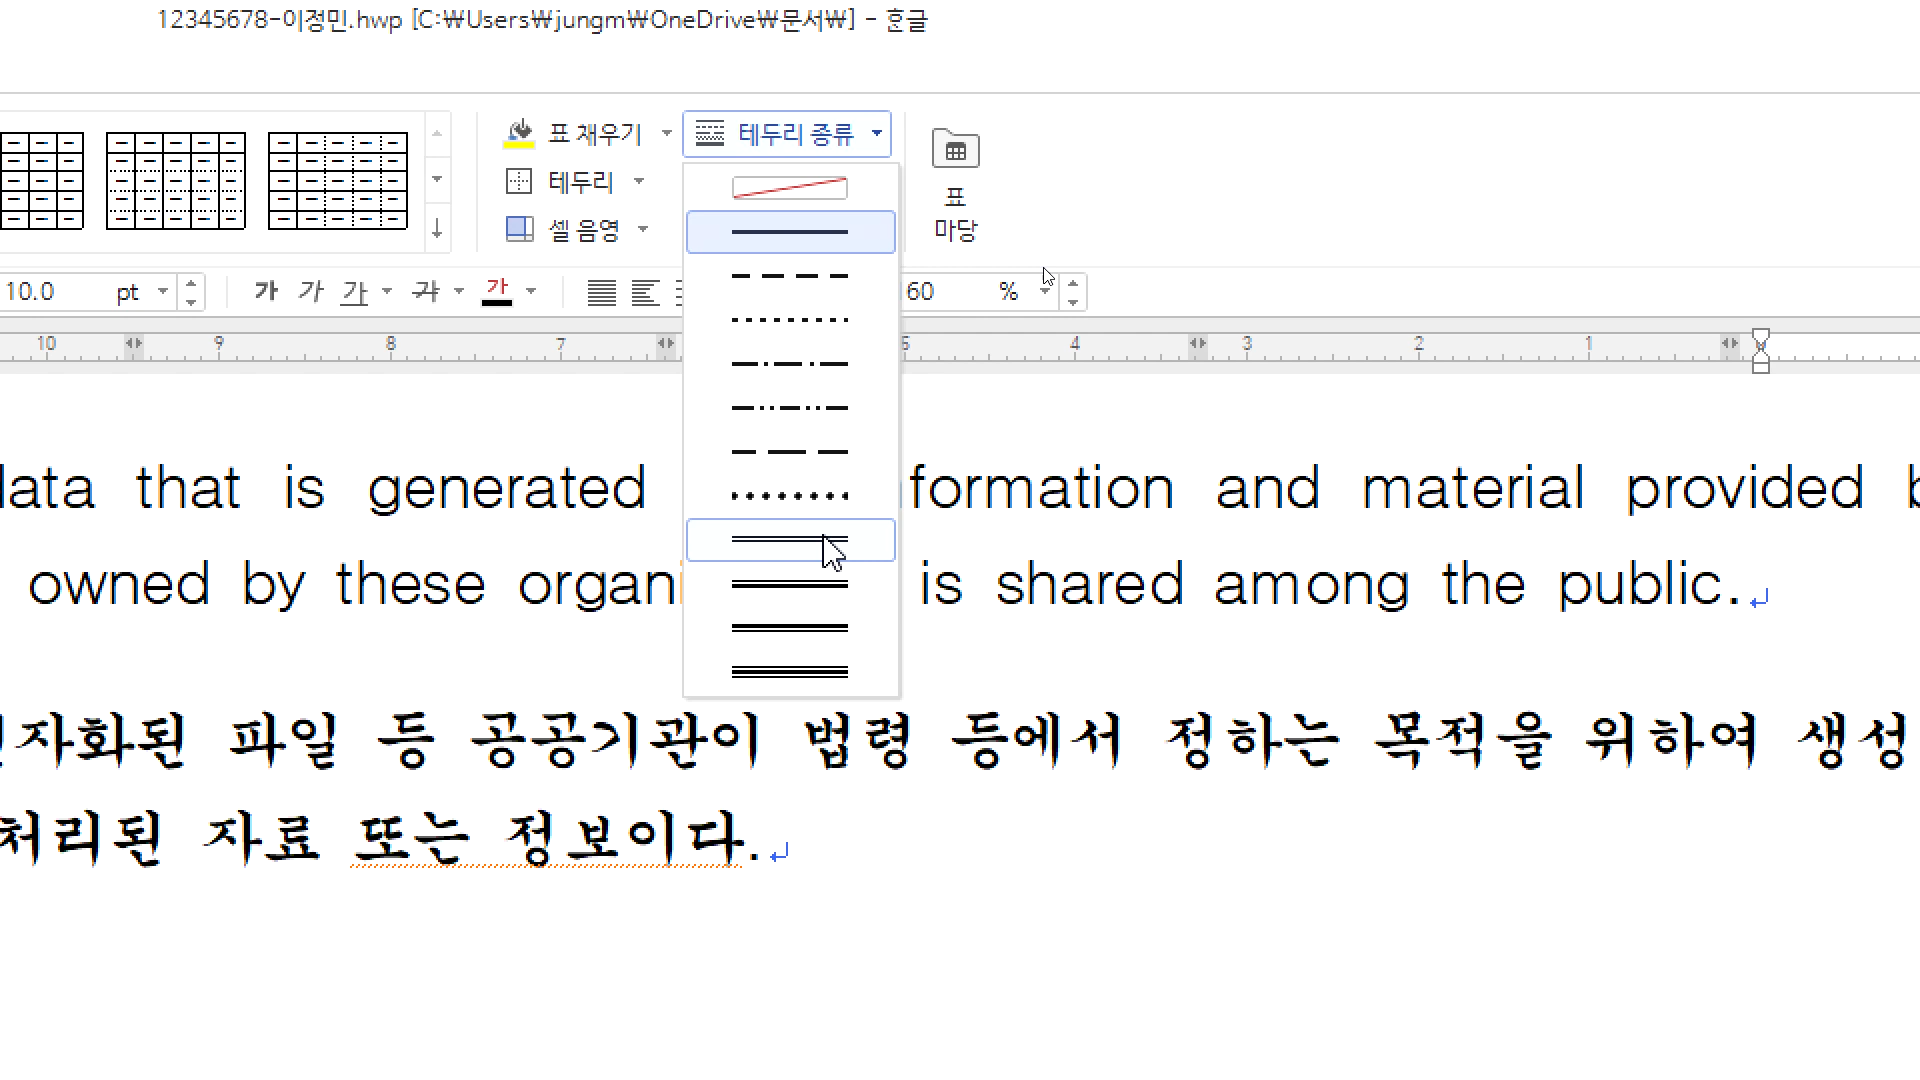 12345678-이정민.hwp [C:₩Users₩jungm₩OneDrive₩문서₩] - 한글
표 채우기
테두리 종류
테두리
셀 음영
표
마당
10.0 pt 가 가 가 가 가 60 %
10 9 8 7 5 4 3 2 1
that is generated formation and material provided
owned by these organi is shared among the public.
파일 등 공공기관이 법령 등에서 정하는 목적을 위하여 생성
처리된 자료 또는 정보이다.